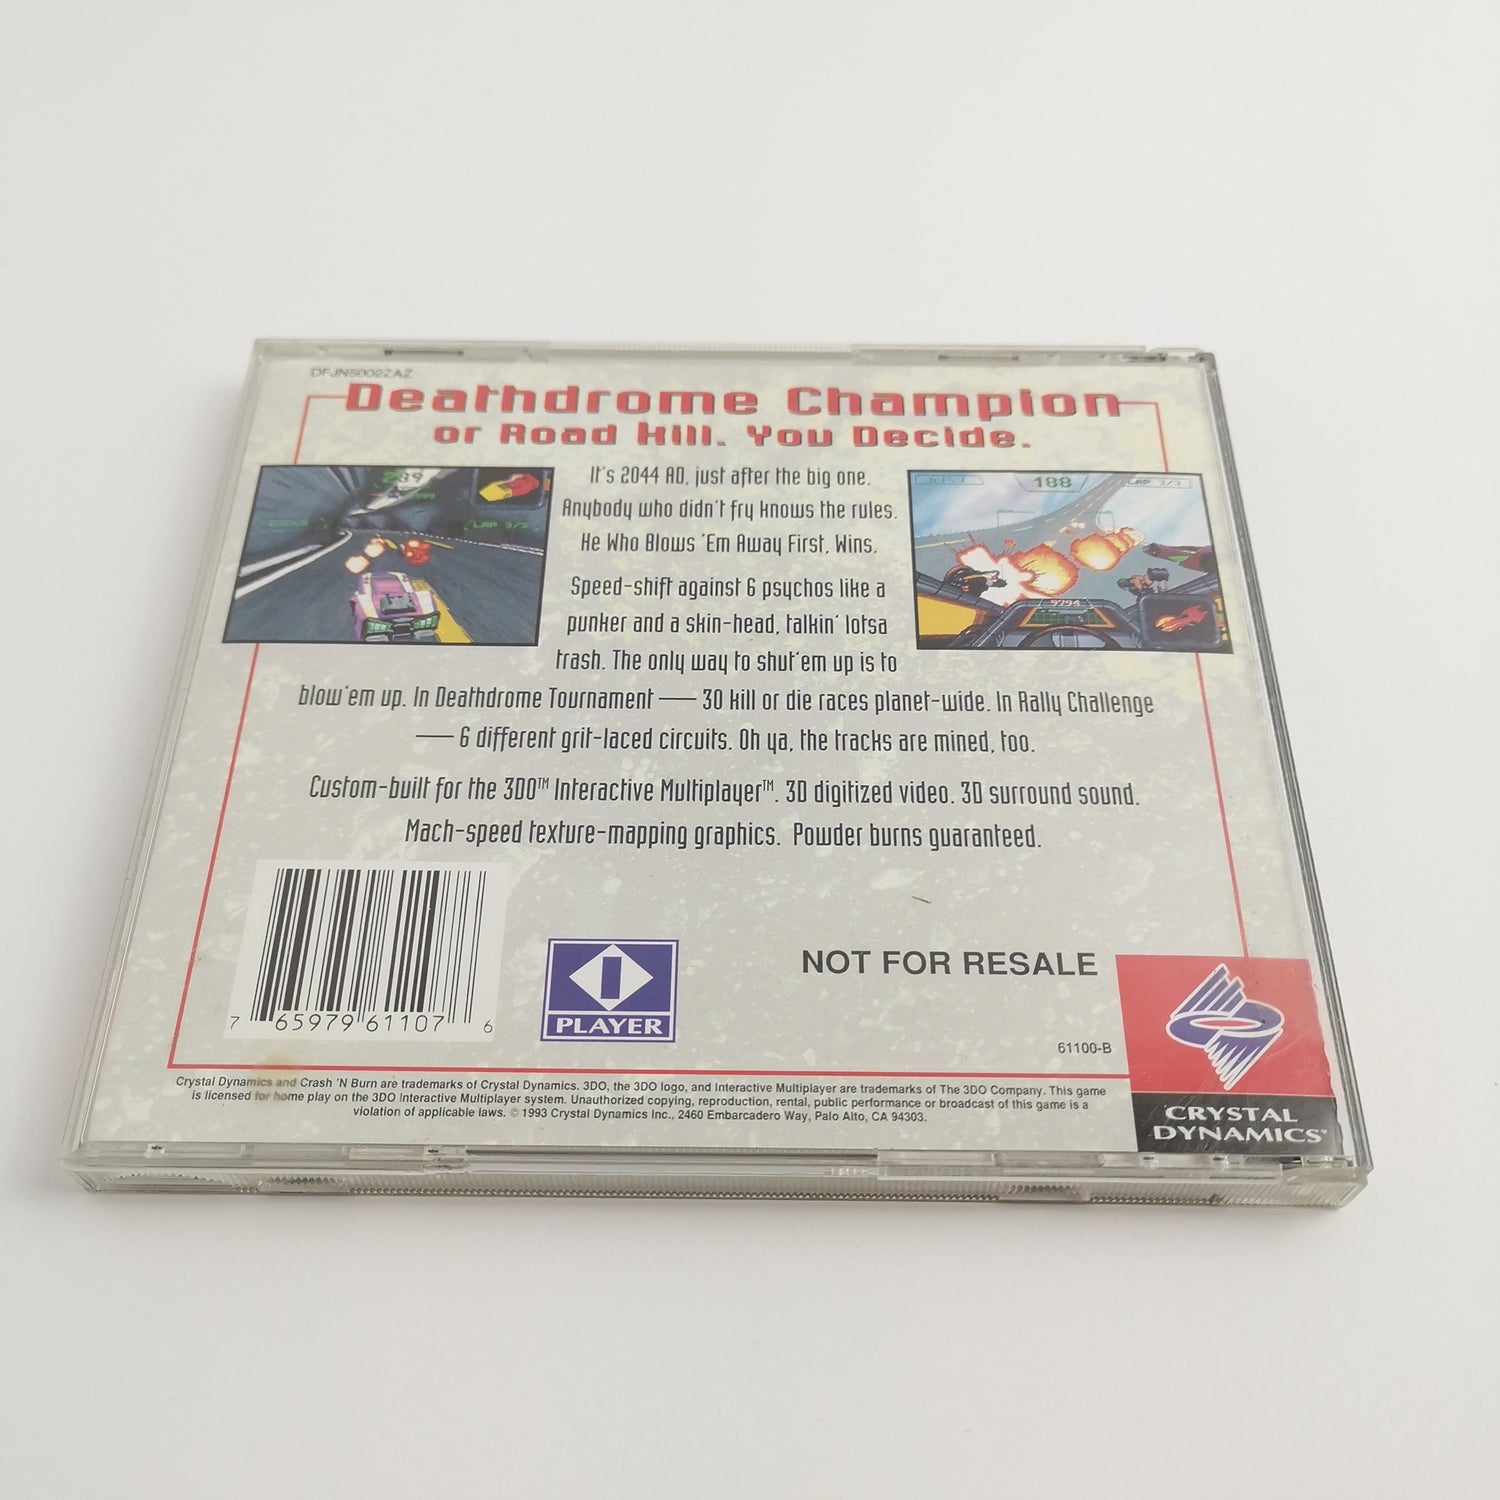 DFJN5002ZAZ
Deathdrome Champion
or Road Kill. You Decide.
It's 2044 AD, just after the big one.
Anybody who didn't fry knows the rules.
He Who Blows 'Em Away First, Wins.
Speed-shift against 6 psychos like a
punker and a skin-head, talkin' lotsa
trash. The only way to shut'em up is to
blow'em up. In Deathdrome Tournament — 30 kill or die races planet-wide. In Rally Challenge
— 6 different grit-laced circuits. Oh ya, the tracks are mined, too.
239
LAP 3/3
188
LAP 3/3
9794
Custom-built for the 3DO™ Interactive Multiplayer™. 3D digitized video. 3D surround sound.
Mach-speed texture-mapping graphics. Powder burns guaranteed.
7 65979 61107 6
1
PLAYER
NOT FOR RESALE
61100-B
CRYSTAL
DYNAMICS™
Crystal Dynamics and Crash 'N Burn are trademarks of Crystal Dynamics. 3DO, the 3DO logo, and Interactive Multiplayer are trademarks of The 3DO Company. This game
is licensed for home play on the 3DO Interactive Multiplayer system. Unauthorized copying, reproduction, rental, public performance or broadcast of this game is a
violation of applicable laws. © 1993 Crystal Dynamics Inc., 2460 Embarcadero Way, Palo Alto, CA 94303.